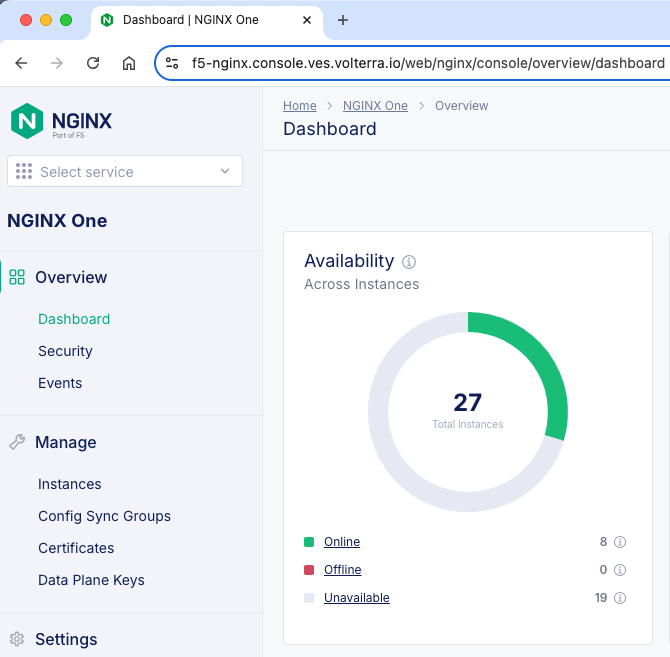 Dashboard | NGINX One
f5-nginx.console.ves.volterra.io/web/nginx/console/overview/dashboard
NGINX
Part of F5
Select service
NGINX One
Overview
Dashboard
Security
Events
Manage
Instances
Config Sync Groups
Certificates
Data Plane Keys
Settings
Home > NGINX One > Overview
Dashboard
Availability
Across Instances
27
Total Instances
Online 8
Offline 0
Unavailable 19